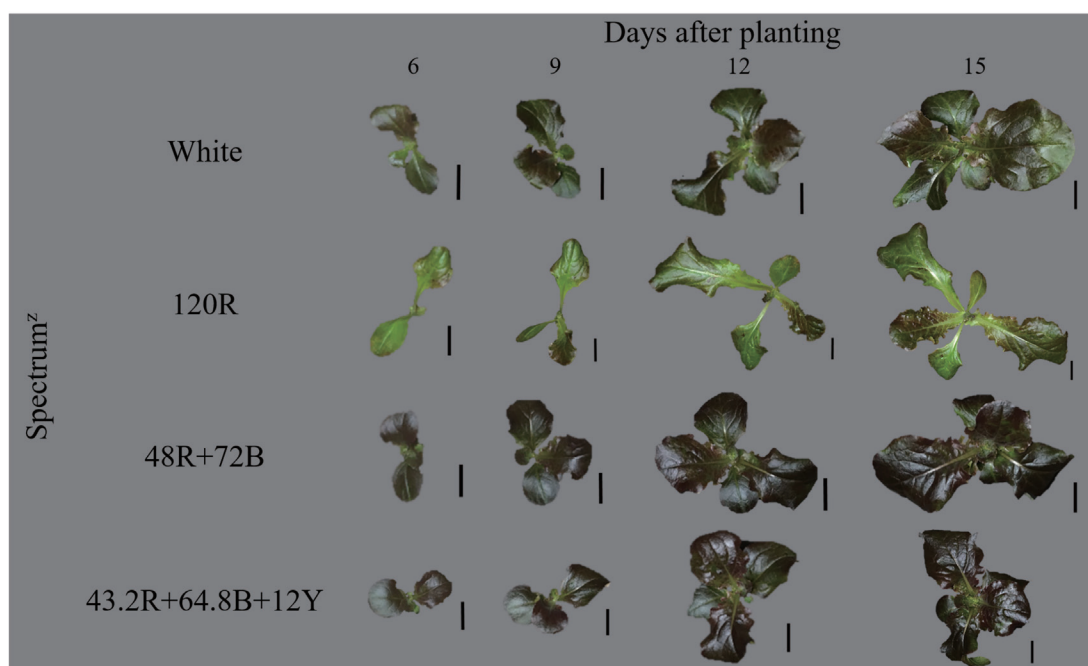 Days after planting
6 9 12 15
White
120R
Spectrumᶻ
48R+72B
43.2R+64.8B+12Y